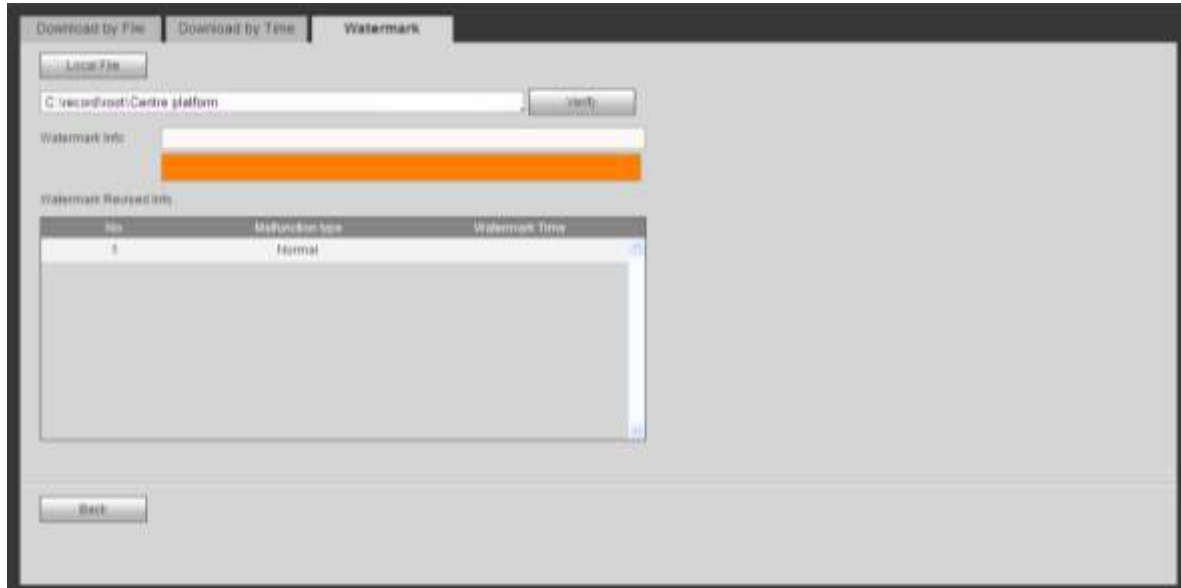 Download by File Download by Time Watermark
Local File
C:\record\root\Centre platform Verify
Watermark Info
Watermark Revised Info
No. Malfunction type Watermark Time
1 Normal
Back